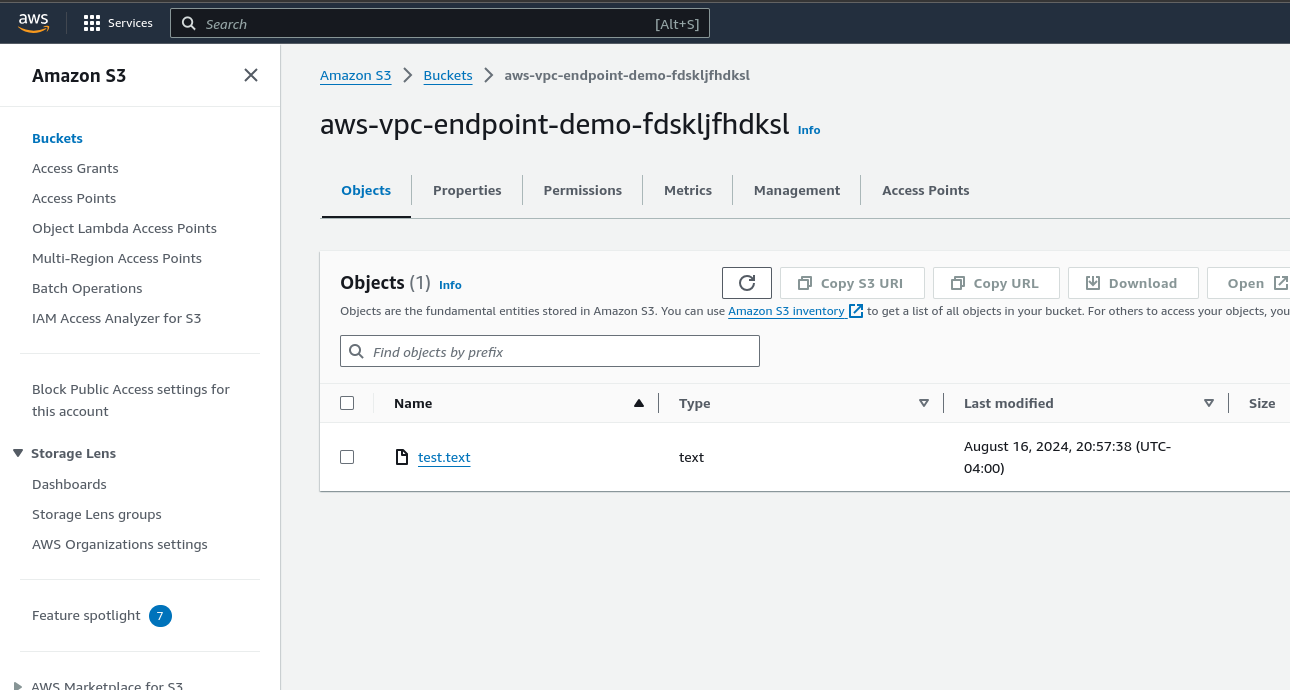 aws
Services
Search
[Alt+S]
Amazon S3
Buckets
Access Grants
Access Points
Object Lambda Access Points
Multi-Region Access Points
Batch Operations
IAM Access Analyzer for S3
Block Public Access settings for
this account
Storage Lens
Dashboards
Storage Lens groups
AWS Organizations settings
Feature spotlight 7
AWS Marketplace for S3
Amazon S3 > Buckets > aws-vpc-endpoint-demo-fdskljfhdksl
aws-vpc-endpoint-demo-fdskljfhdksl Info
Objects Properties Permissions Metrics Management Access Points
Objects (1) Info
Copy S3 URI Copy URL Download Open
Objects are the fundamental entities stored in Amazon S3. You can use Amazon S3 inventory to get a list of all objects in your bucket. For others to access your objects, you
Find objects by prefix
Name Type Last modified Size
test.text text August 16, 2024, 20:57:38 (UTC-
04:00)